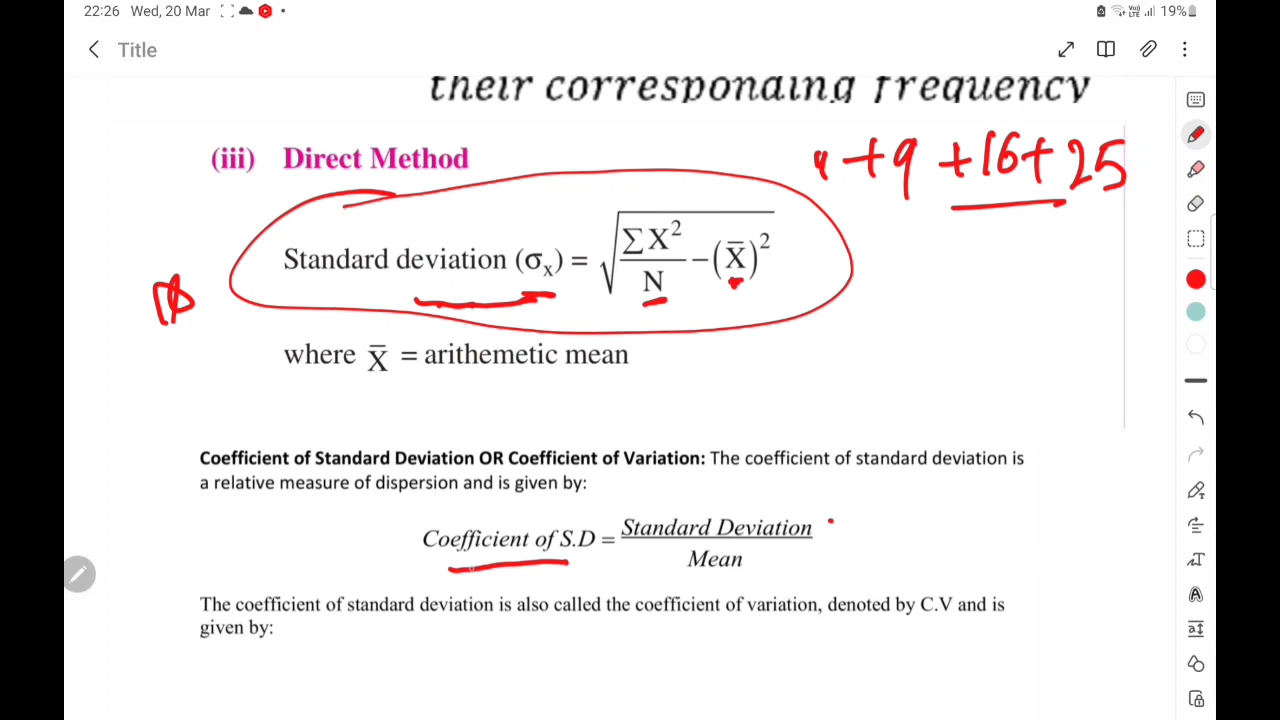 22:26 Wed, 20 Mar 19%
Title
their corresponding frequency
(iii) Direct Method
4+9+16+25
Standard deviation (σx) = √ΣX²/N − (X̄)²
where X̄ = arithemetic mean
Coefficient of Standard Deviation OR Coefficient of Variation: The coefficient of standard deviation is
a relative measure of dispersion and is given by:
Coefficient of S.D = Standard Deviation / Mean
The coefficient of standard deviation is also called the coefficient of variation, denoted by C.V and is
given by: